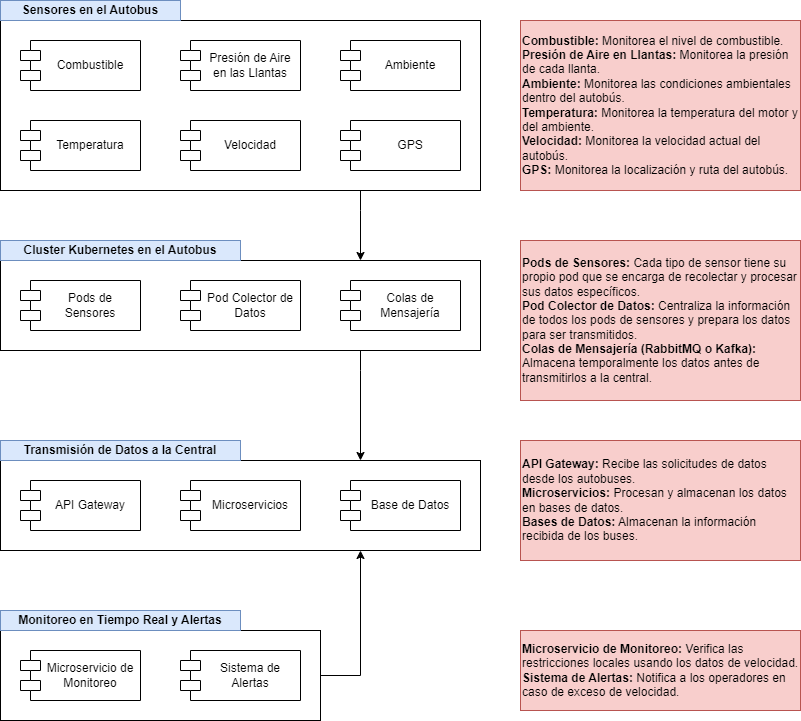 Sensores en el Autobus
Combustible
Presión de Aire
en las Llantas
Ambiente
Temperatura
Velocidad
GPS
Combustible: Monitorea el nivel de combustible.
Presión de Aire en Llantas: Monitorea la presión
de cada llanta.
Ambiente: Monitorea las condiciones ambientales
dentro del autobús.
Temperatura: Monitorea la temperatura del motor y
del ambiente.
Velocidad: Monitorea la velocidad actual del
autobús.
GPS: Monitorea la localización y ruta del autobús.
Cluster Kubernetes en el Autobus
Pods de
Sensores
Pod Colector de
Datos
Colas de
Mensajería
Pods de Sensores: Cada tipo de sensor tiene su
propio pod que se encarga de recolectar y procesar
sus datos específicos.
Pod Colector de Datos: Centraliza la información
de todos los pods de sensores y prepara los datos
para ser transmitidos.
Colas de Mensajería (RabbitMQ o Kafka):
Almacena temporalmente los datos antes de
transmitirlos a la central.
Transmisión de Datos a la Central
API Gateway
Microservicios
Base de Datos
API Gateway: Recibe las solicitudes de datos
desde los autobuses.
Microservicios: Procesan y almacenan los datos
en bases de datos.
Bases de Datos: Almacenan la información
recibida de los buses.
Monitoreo en Tiempo Real y Alertas
Microservicio de
Monitoreo
Sistema de
Alertas
Microservicio de Monitoreo: Verifica las
restricciones locales usando los datos de velocidad.
Sistema de Alertas: Notifica a los operadores en
caso de exceso de velocidad.